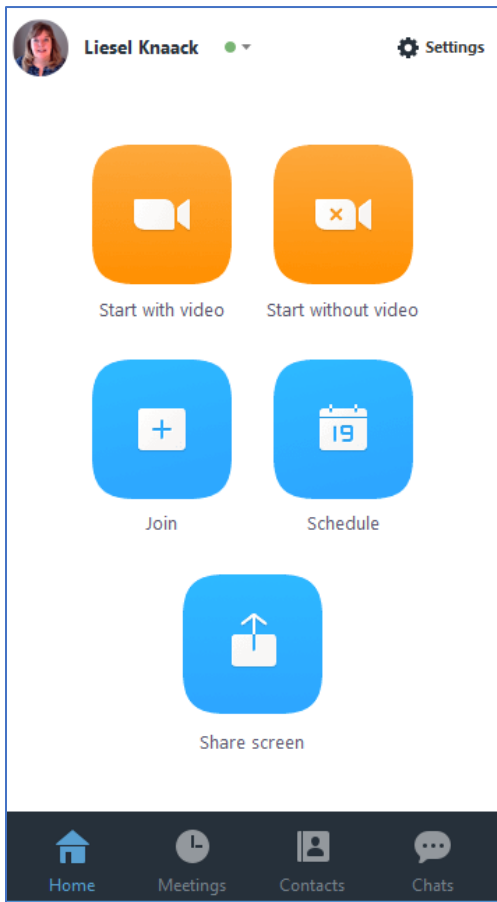 Liesel Knaack
Settings
Start with video
Start without video
19
Join
Schedule
Share screen
Home
Meetings
Contacts
Chats